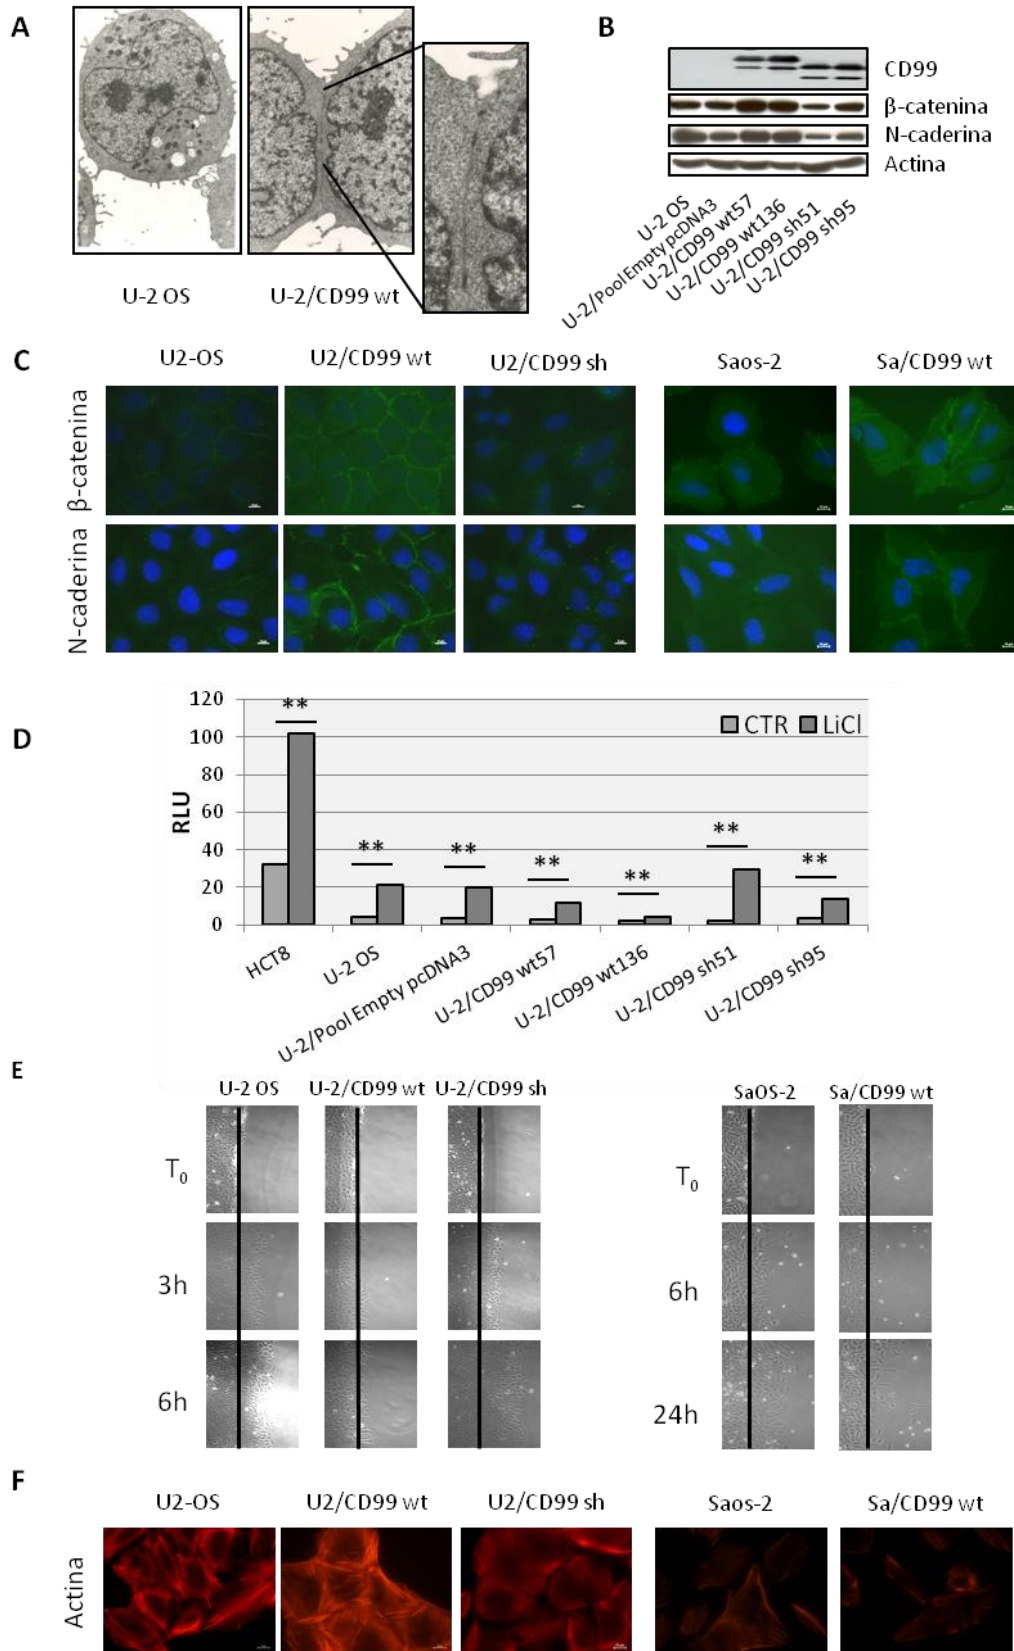 A
U-2 OS
U-2/CD99 wt
B
CD99
β-catenina
N-caderina
Actina
U-2 OS
U-2/Pool Empty pcDNA3
U-2/CD99 wt57
U-2/CD99 wt136
U-2/CD99 sh51
U-2/CD99 sh95
C
U2-OS
U2/CD99 wt
U2/CD99 sh
Saos-2
Sa/CD99 wt
β-catenina
N-caderina
D
120
100
80
60
40
20
0
RLU
CTR
LiCl
**
**
**
**
**
**
**
HCT8
U-2 OS
U-2/Pool Empty pcDNA3
U-2/CD99 wt57
U-2/CD99 wt136
U-2/CD99 sh51
U-2/CD99 sh95
E
U-2 OS
U-2/CD99 wt
U-2/CD99 sh
SaOS-2
Sa/CD99 wt
T0
3h
6h
T0
6h
24h
F
U2-OS
U2/CD99 wt
U2/CD99 sh
Saos-2
Sa/CD99 wt
Actina